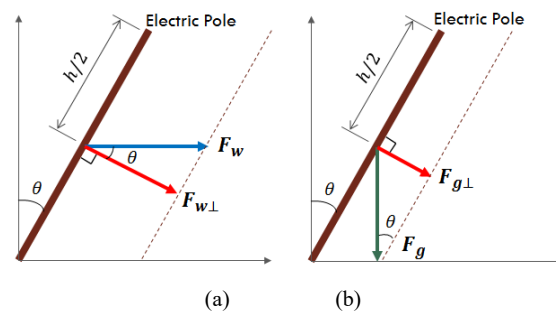 Electric Pole
h/2
θ
F_w
θ
F_w⊥
θ
(a)
Electric Pole
h/2
F_g⊥
θ
θ
F_g
(b)